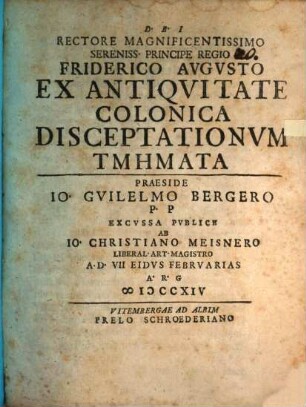 D· B· I
RECTORE MAGNIFICENTISSIMO
SERENISS· PRINCIPE REGIO
FRIDERICO AVGVSTO
EX ANTIQVITATE
COLONICA
DISCEPTATIONVM
TMHMATA
PRAESIDE
IO· GVILELMO BERGERO
P· P
EXCVSSA PVBLICE
AB
IO· CHRISTIANO MEISNERO
LIBERAL·ART·MAGISTRO
A·D· VII EIDVS FEBRVARIAS
A· R· G
ꝏ IↃCCXIV
VITEMBERGAE AD ALBIM
PRELO SCHROEDERIANO